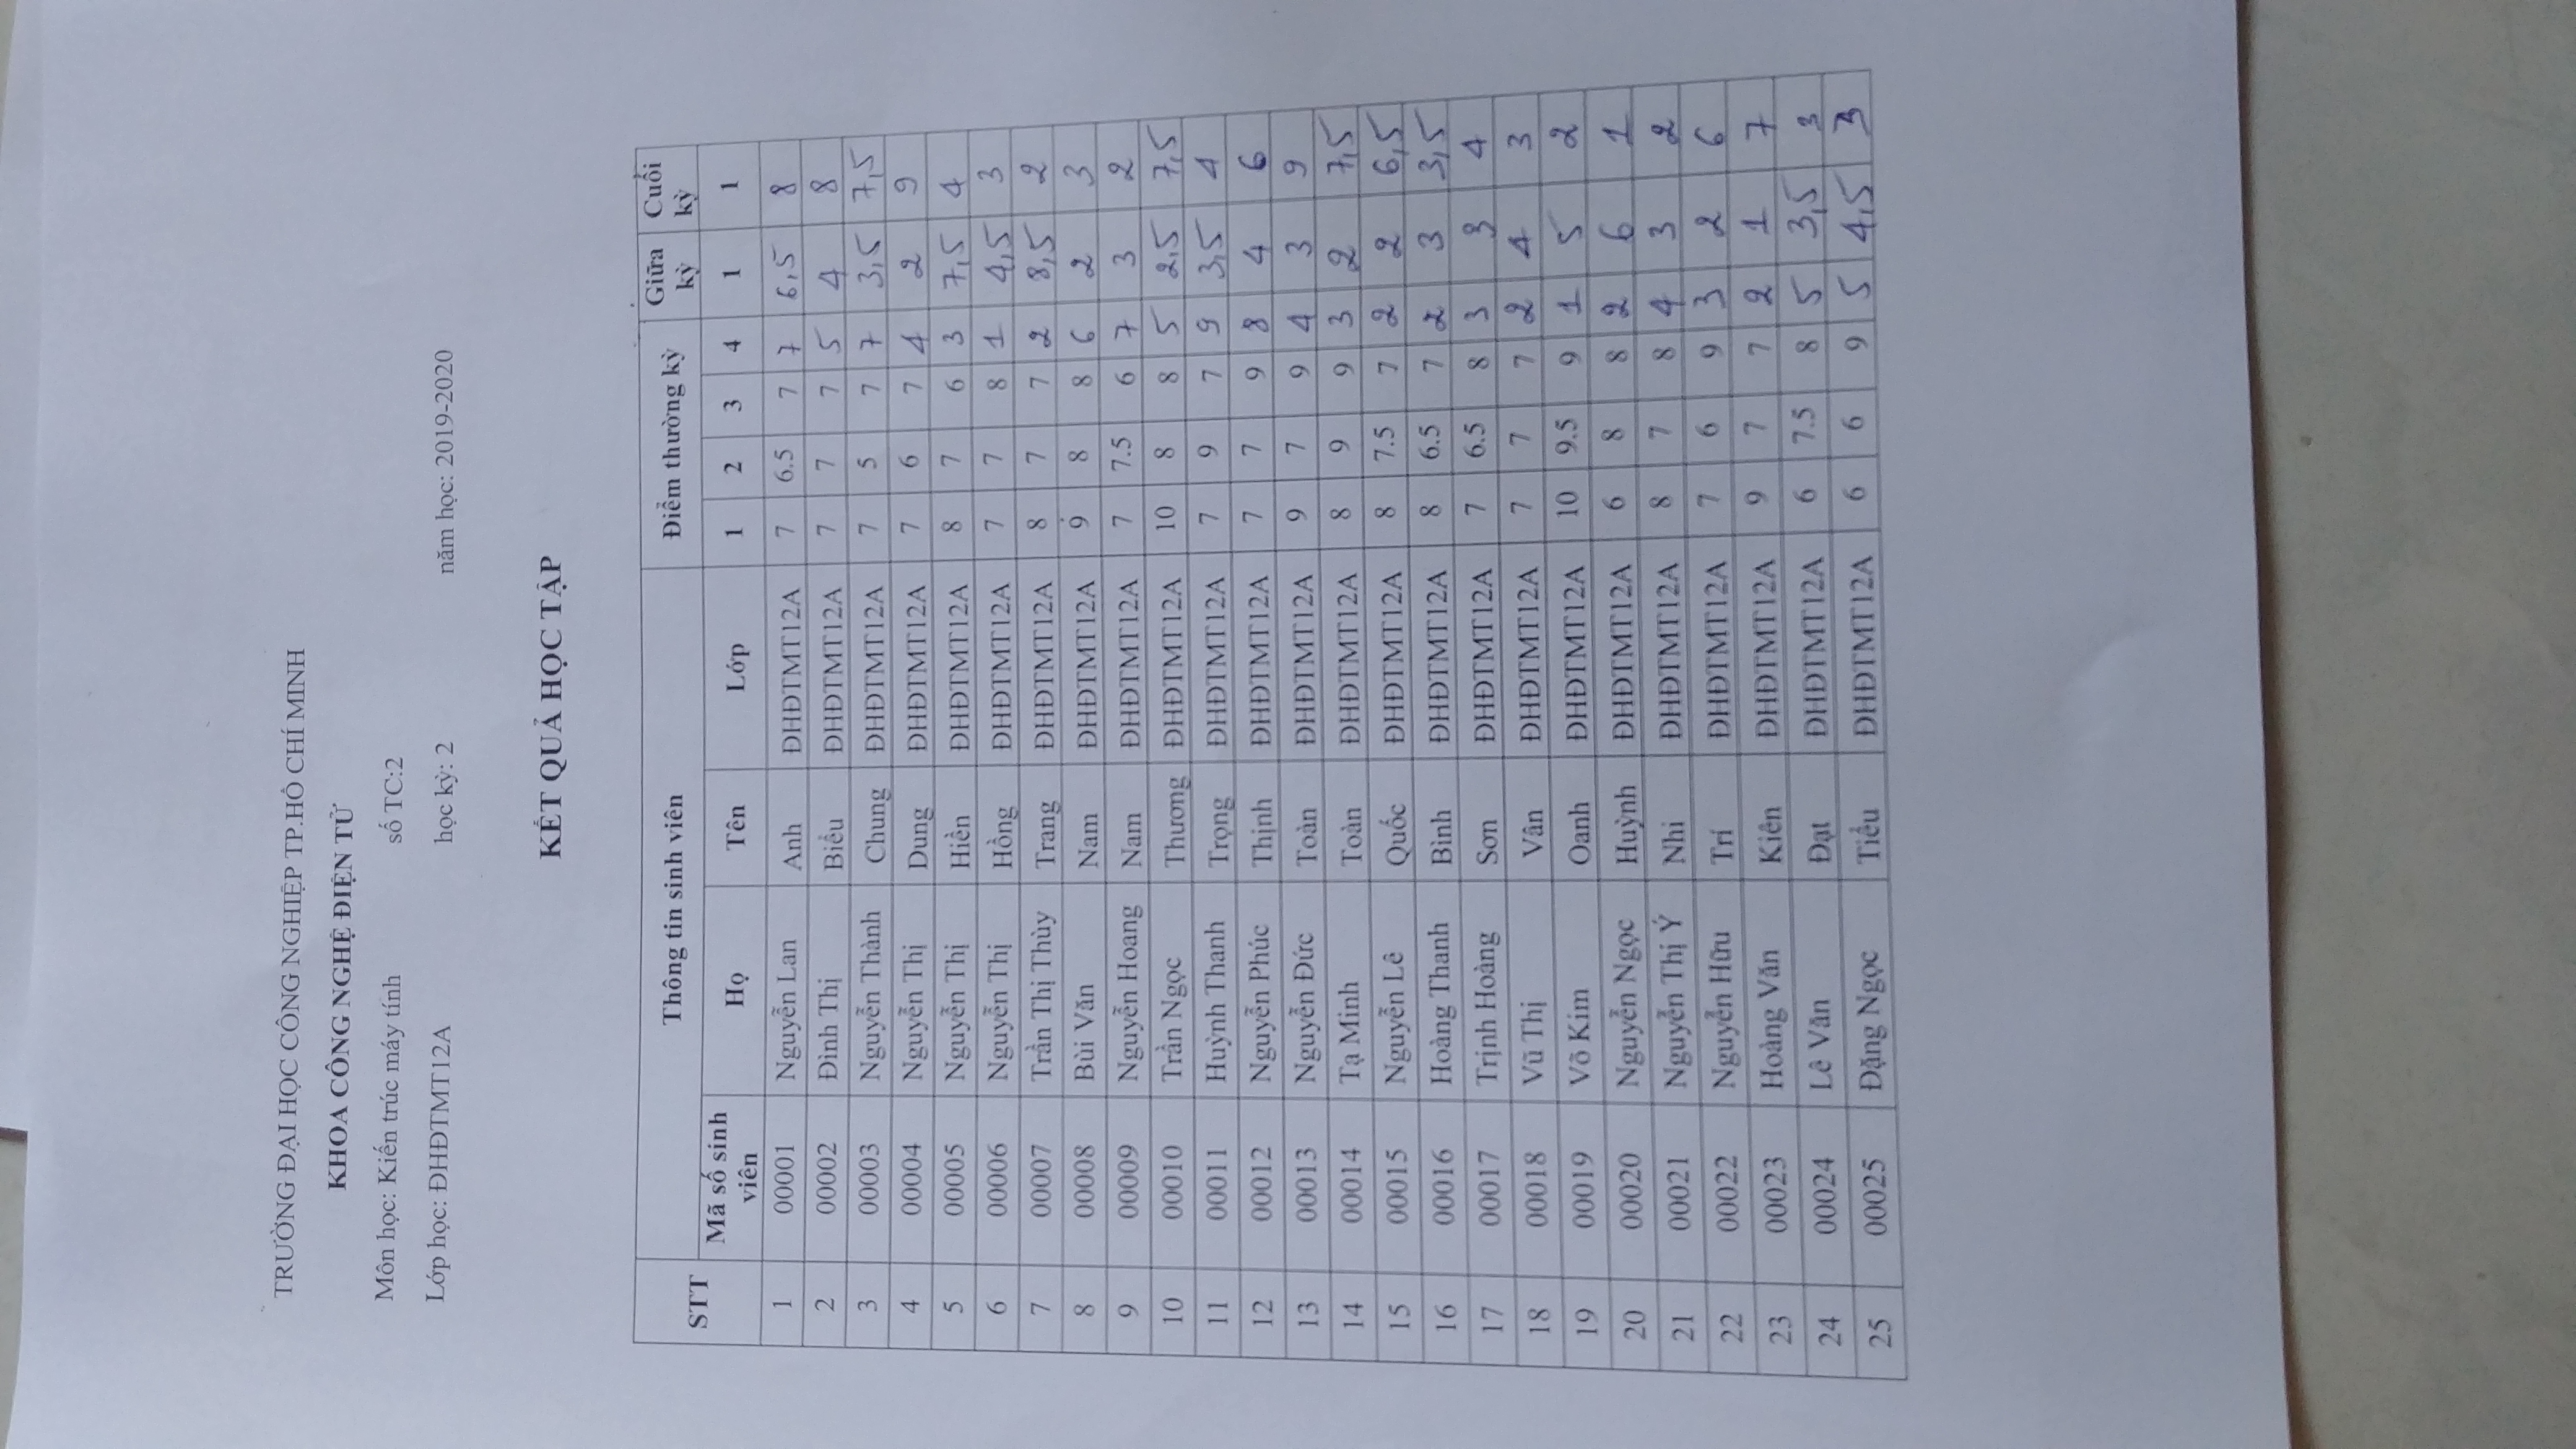 TRƯỜNG ĐẠI HỌC CÔNG NGHIỆP TP.HỒ CHÍ MINH
KHOA CÔNG NGHỆ ĐIỆN TỬ
Môn học: Kiến trúc máy tính số TC:2
Lớp học: ĐHĐTMT12A học kỳ: 2 năm học: 2019-2020
KẾT QUẢ HỌC TẬP
STT Thông tin sinh viên Điểm thường kỳ Giữa kỳ Cuối kỳ
Mã số sinh viên Họ Tên Lớp 1 2 3 4 1 1
1 00001 Nguyễn Lan Anh ĐHĐTMT12A 7 6.5 7 7 6,5 8
2 00002 Đình Thị Biểu ĐHĐTMT12A 7 7 7 5 4 8
3 00003 Nguyễn Thành Chung ĐHĐTMT12A 7 5 7 7 3,5 7,5
4 00004 Nguyễn Thị Dung ĐHĐTMT12A 7 6 7 4 2 9
5 00005 Nguyễn Thị Hiền ĐHĐTMT12A 8 7 6 3 7,5 4
6 00006 Nguyễn Thị Hồng ĐHĐTMT12A 7 7 8 1 4,5 3
7 00007 Trần Thị Thùy Trang ĐHĐTMT12A 8 7 7 2 8,5 2
8 00008 Bùi Văn Nam ĐHĐTMT12A 9 8 8 6 2 3
9 00009 Nguyễn Hoang Nam ĐHĐTMT12A 7 7.5 6 7 3 2
10 00010 Trần Ngọc Thương ĐHĐTMT12A 10 8 8 5 2,5 7,5
11 00011 Huỳnh Thanh Trọng ĐHĐTMT12A 7 9 7 9 3,5 4
12 00012 Nguyễn Phúc Thịnh ĐHĐTMT12A 7 7 9 8 4 6
13 00013 Nguyễn Đức Toàn ĐHĐTMT12A 9 7 9 4 3 9
14 00014 Tạ Minh Toàn ĐHĐTMT12A 8 9 9 3 2 7,5
15 00015 Nguyễn Lê Quốc ĐHĐTMT12A 8 7.5 7 2 2 6,5
16 00016 Hoàng Thanh Bình ĐHĐTMT12A 8 6.5 7 2 3 3,5
17 00017 Trịnh Hoàng Sơn ĐHĐTMT12A 7 6.5 8 3 3 4
18 00018 Vũ Thị Vân ĐHĐTMT12A 7 7 7 2 4 3
19 00019 Võ Kim Oanh ĐHĐTMT12A 10 9.5 9 1 5 2
20 00020 Nguyễn Ngọc Huỳnh ĐHĐTMT12A 6 8 8 2 6 1
21 00021 Nguyễn Thị Ý Nhi ĐHĐTMT12A 8 7 8 4 3 2
22 00022 Nguyễn Hữu Trí ĐHĐTMT12A 7 6 9 3 2 6
23 00023 Hoàng Văn Kiên ĐHĐTMT12A 9 7 7 2 1 7
24 00024 Lê Văn Đạt ĐHĐTMT12A 6 7.5 8 5 3,5 3
25 00025 Đặng Ngọc Tiểu ĐHĐTMT12A 6 6 9 5 4,5 3